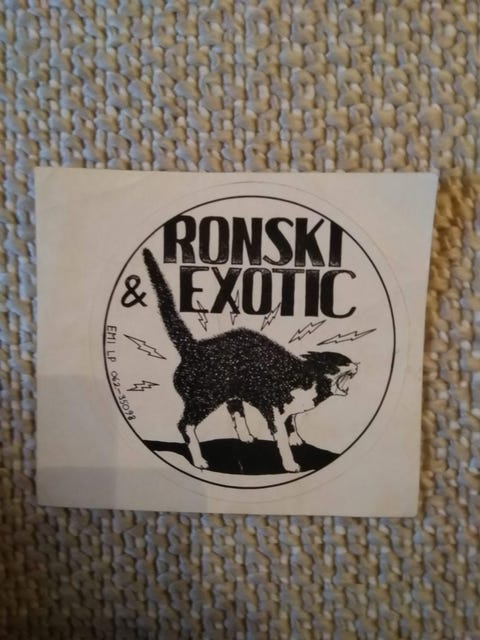 RONSKI
& EXOTIC
EMI LP 062-35098